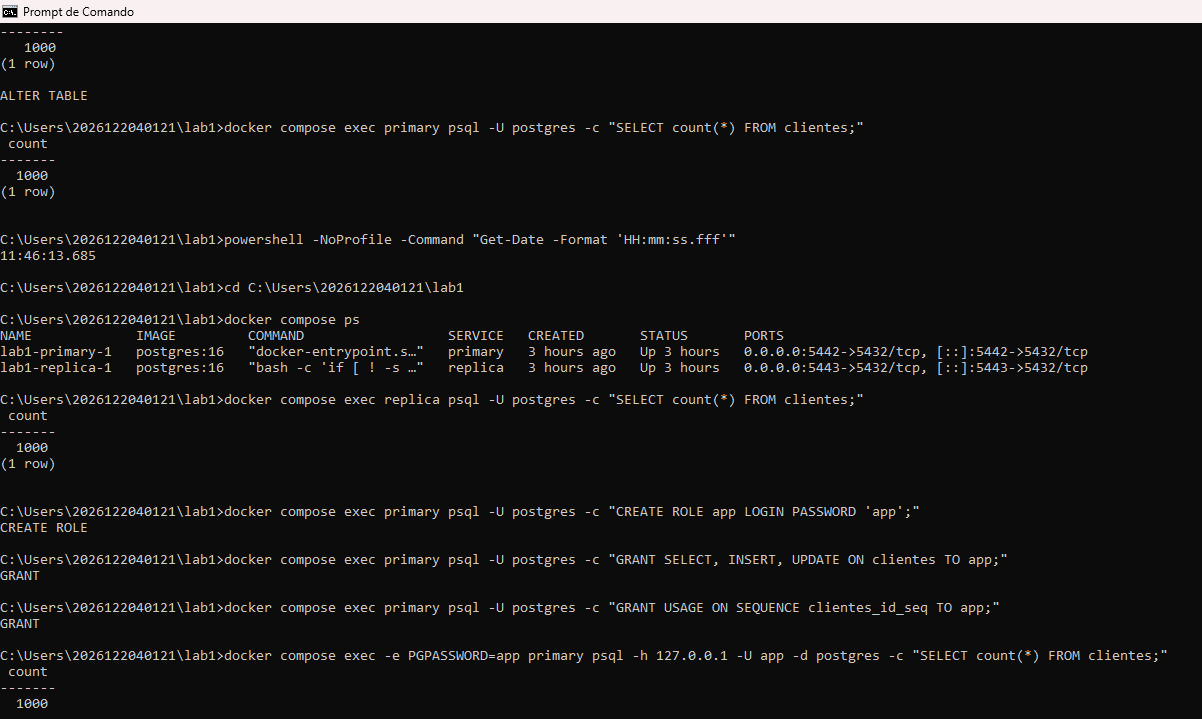 Prompt de Comando
--------
   1000
(1 row)

ALTER TABLE

C:\Users\2026122040121\lab1>docker compose exec primary psql -U postgres -c "SELECT count(*) FROM clientes;"
 count
-------
  1000
(1 row)


C:\Users\2026122040121\lab1>powershell -NoProfile -Command "Get-Date -Format 'HH:mm:ss.fff'"
11:46:13.685

C:\Users\2026122040121\lab1>cd C:\Users\2026122040121\lab1

C:\Users\2026122040121\lab1>docker compose ps
NAME             IMAGE         COMMAND                  SERVICE   CREATED       STATUS       PORTS
lab1-primary-1   postgres:16   "docker-entrypoint.s…"   primary   3 hours ago   Up 3 hours   0.0.0.0:5442->5432/tcp, [::]:5442->5432/tcp
lab1-replica-1   postgres:16   "bash -c 'if [ ! -s …"   replica   3 hours ago   Up 3 hours   0.0.0.0:5443->5432/tcp, [::]:5443->5432/tcp

C:\Users\2026122040121\lab1>docker compose exec replica psql -U postgres -c "SELECT count(*) FROM clientes;"
 count
-------
  1000
(1 row)


C:\Users\2026122040121\lab1>docker compose exec primary psql -U postgres -c "CREATE ROLE app LOGIN PASSWORD 'app';"
CREATE ROLE

C:\Users\2026122040121\lab1>docker compose exec primary psql -U postgres -c "GRANT SELECT, INSERT, UPDATE ON clientes TO app;"
GRANT

C:\Users\2026122040121\lab1>docker compose exec primary psql -U postgres -c "GRANT USAGE ON SEQUENCE clientes_id_seq TO app;"
GRANT

C:\Users\2026122040121\lab1>docker compose exec -e PGPASSWORD=app primary psql -h 127.0.0.1 -U app -d postgres -c "SELECT count(*) FROM clientes;"
 count
-------
  1000